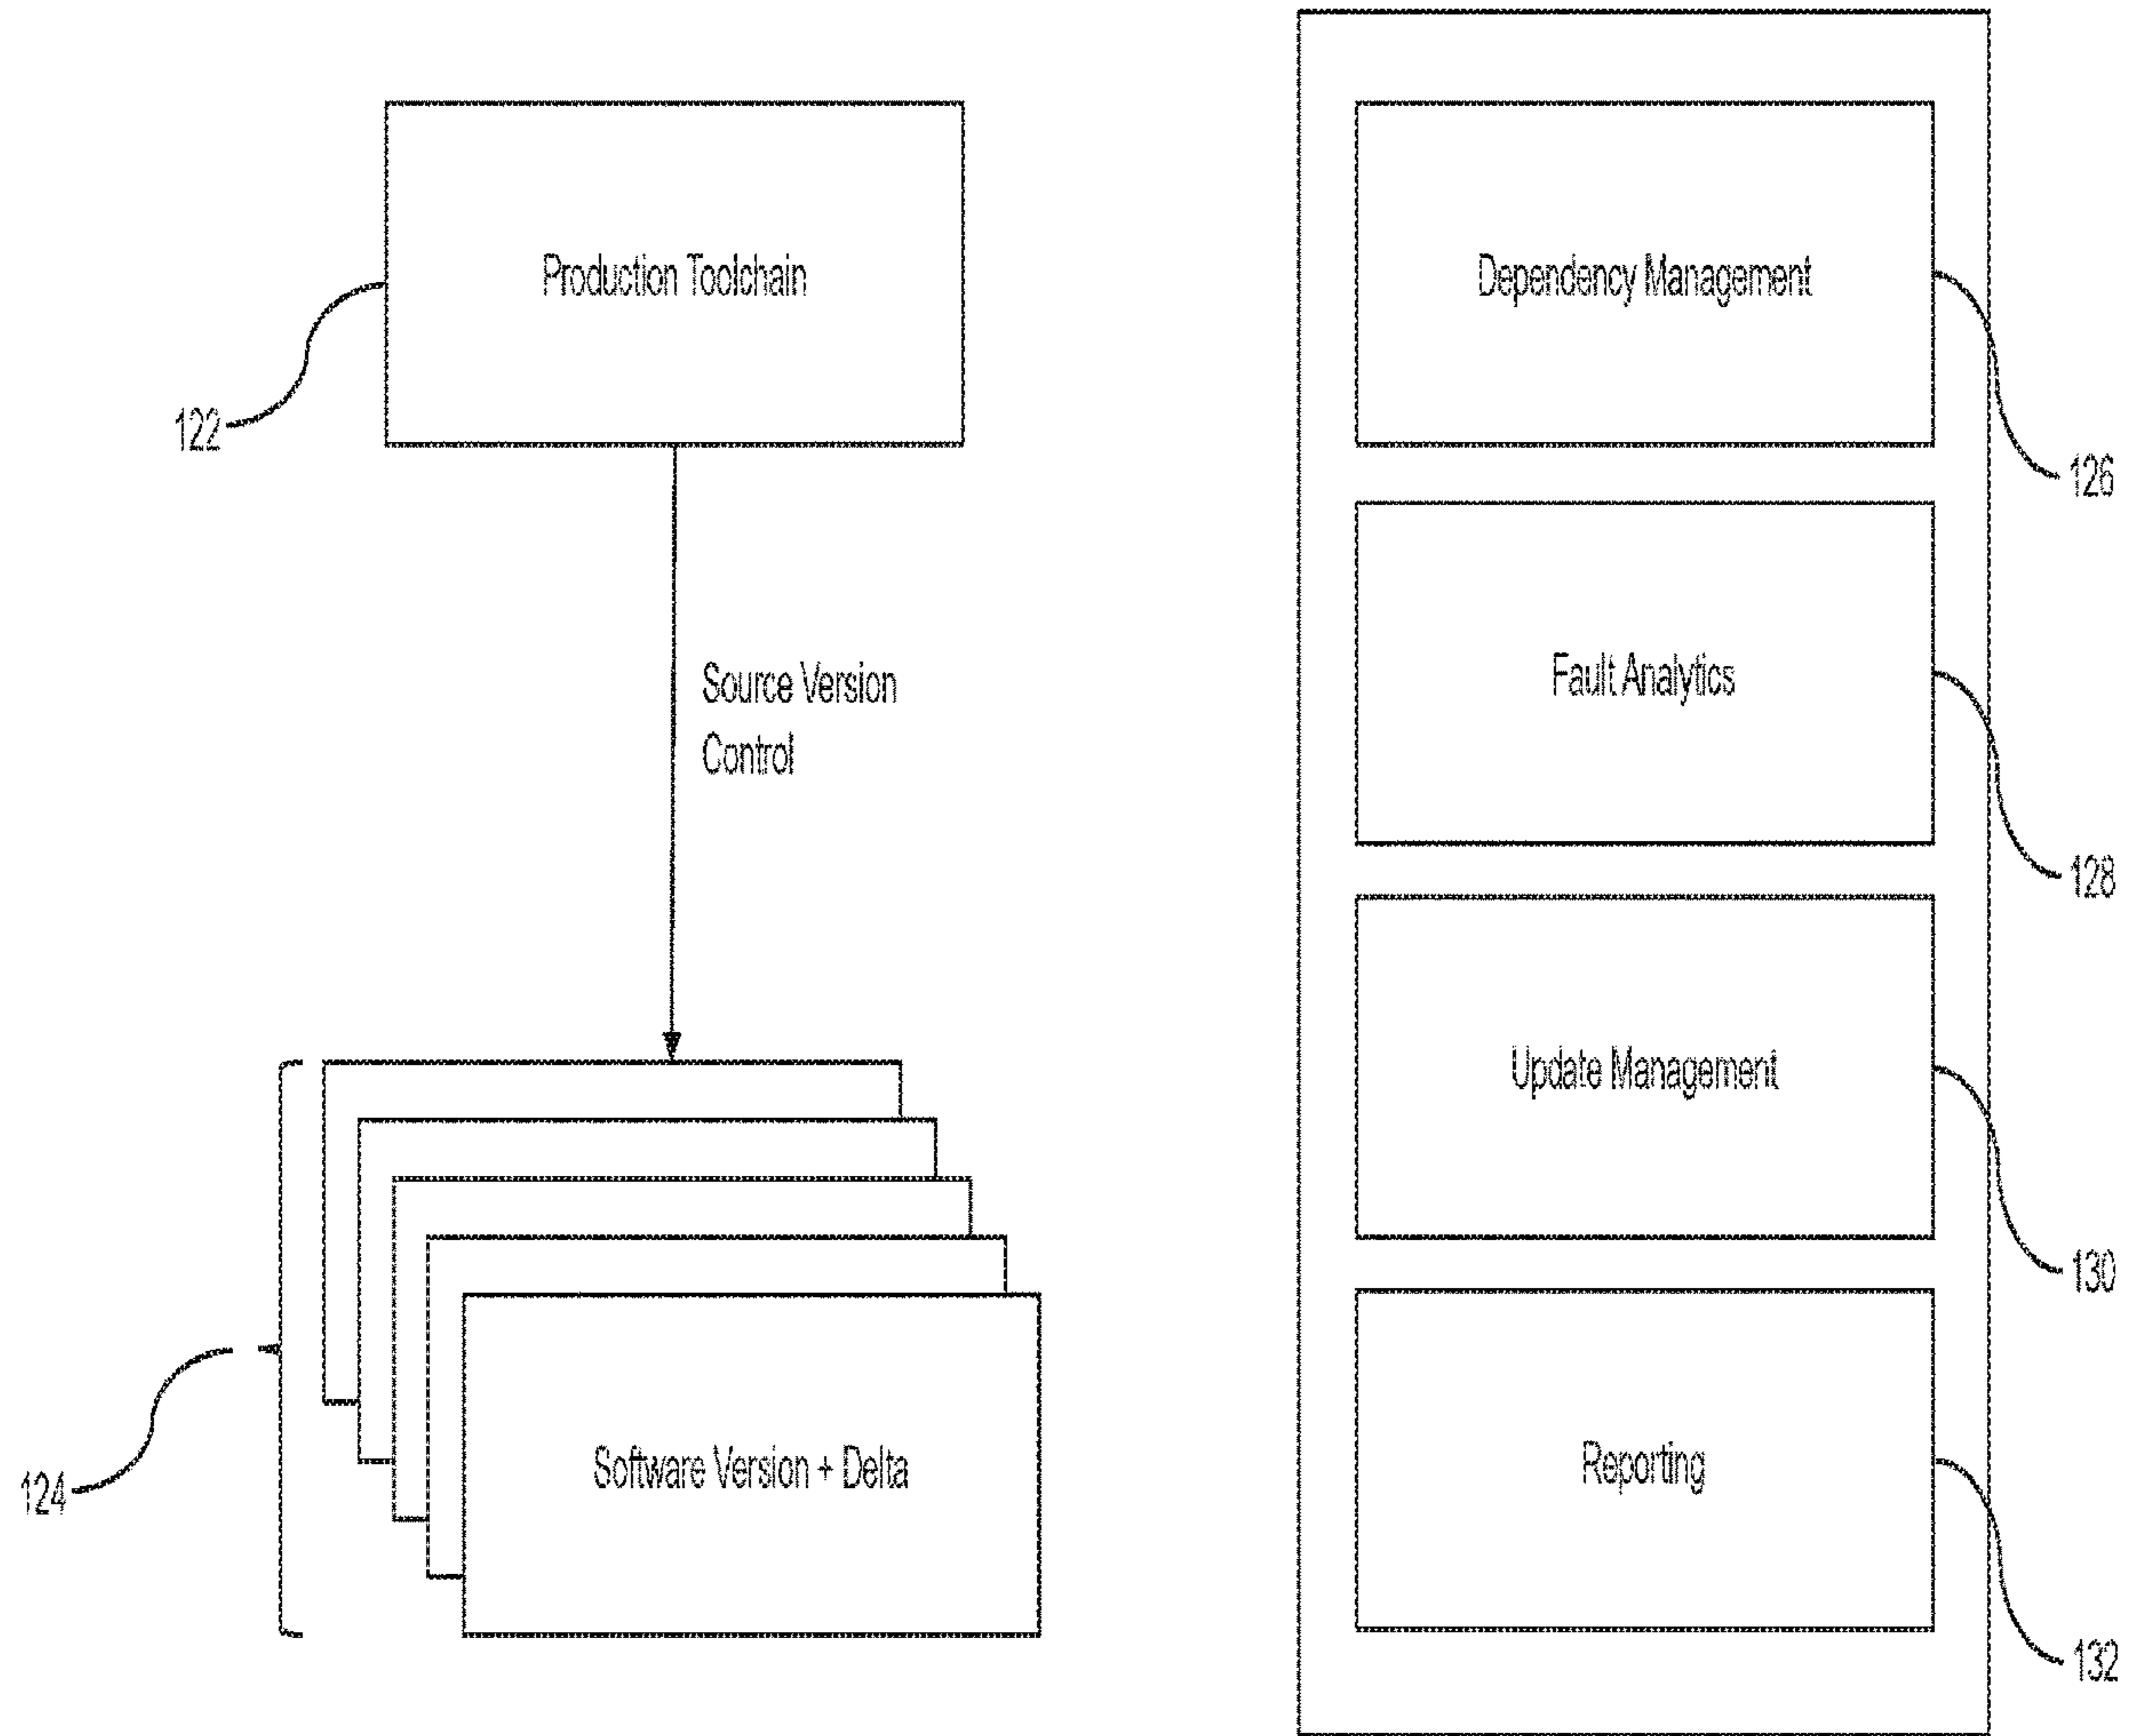 Production Toolchain
122
Source Version
Control
Software Version + Delta
124
Dependency Management
126
Fault Analytics
128
Update Management
130
Reporting
132